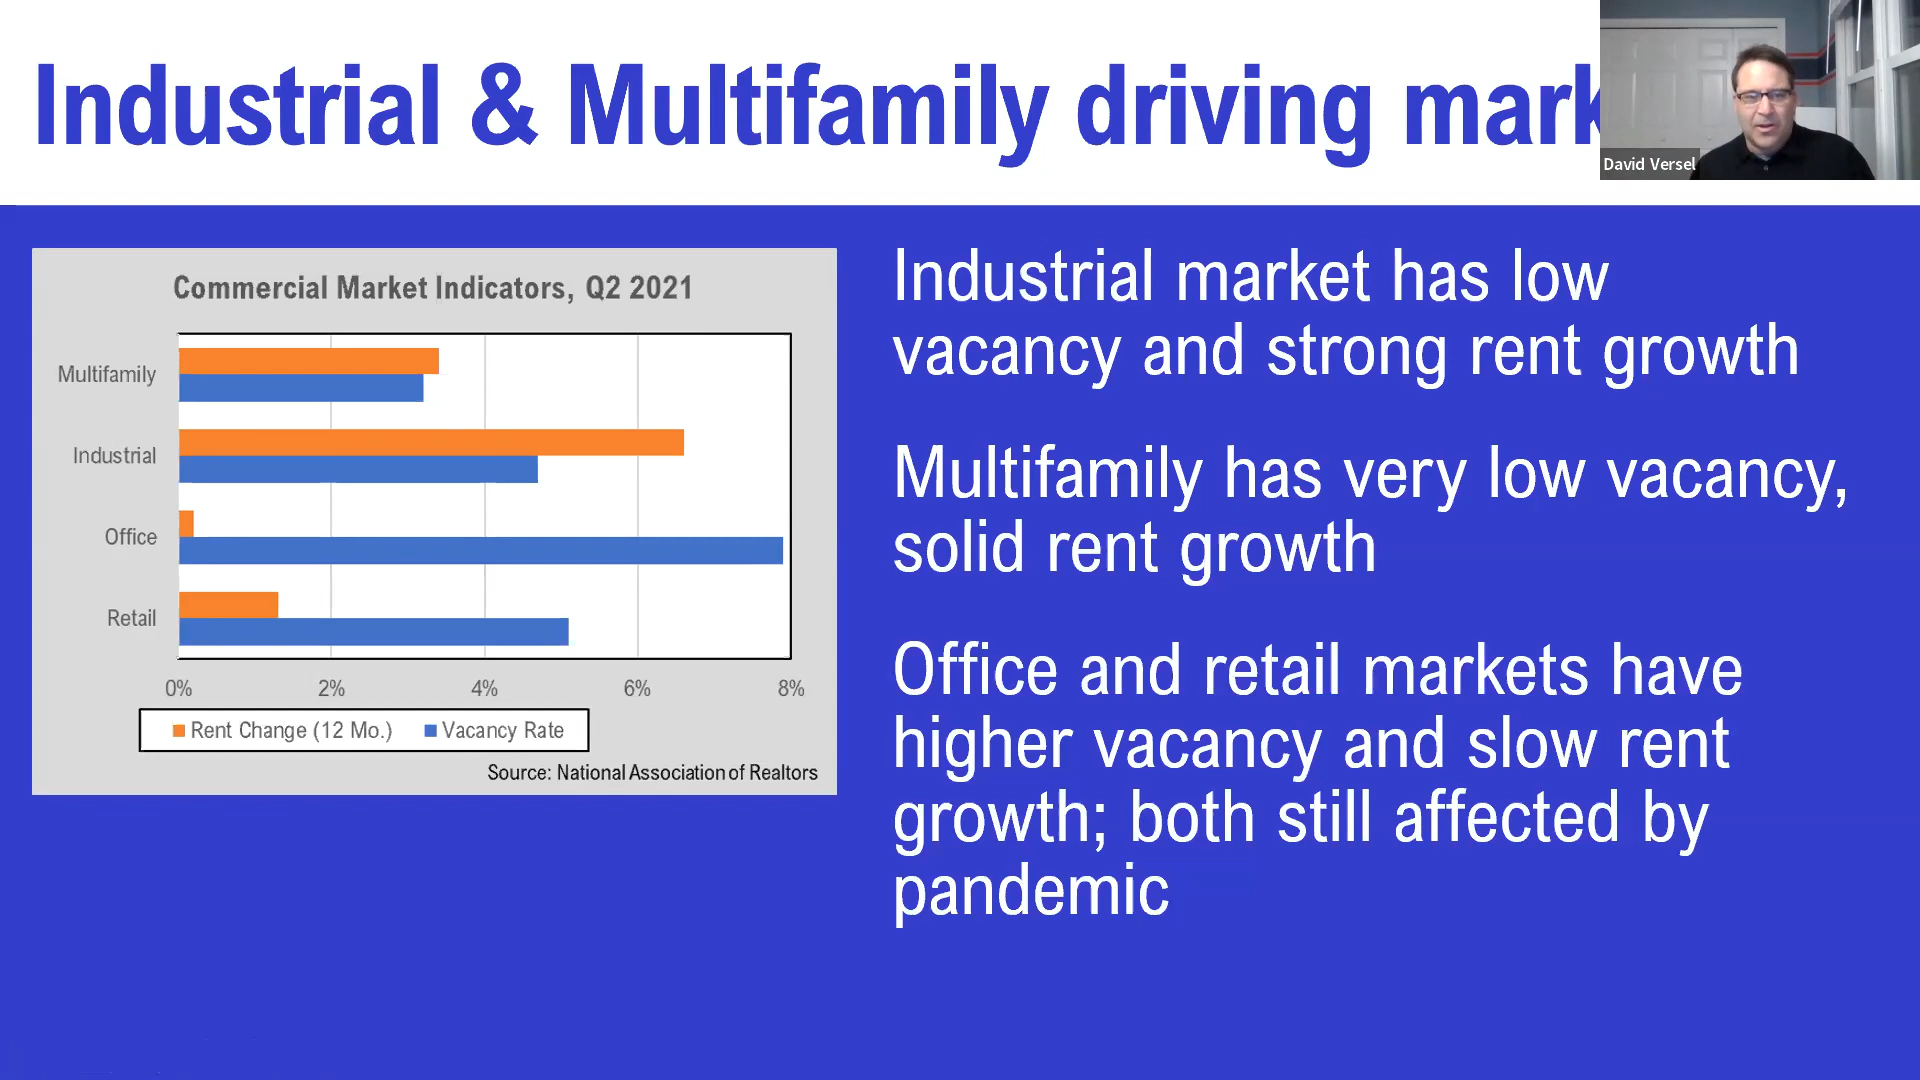 Industrial & Multifamily driving mark
David Versel
Commercial Market Indicators, Q2 2021
Multifamily
Industrial
Office
Retail
0% 2% 4% 6% 8%
Rent Change (12 Mo.) Vacancy Rate
Source: National Association of Realtors
Industrial market has low
vacancy and strong rent growth
Multifamily has very low vacancy,
solid rent growth
Office and retail markets have
higher vacancy and slow rent
growth; both still affected by
pandemic